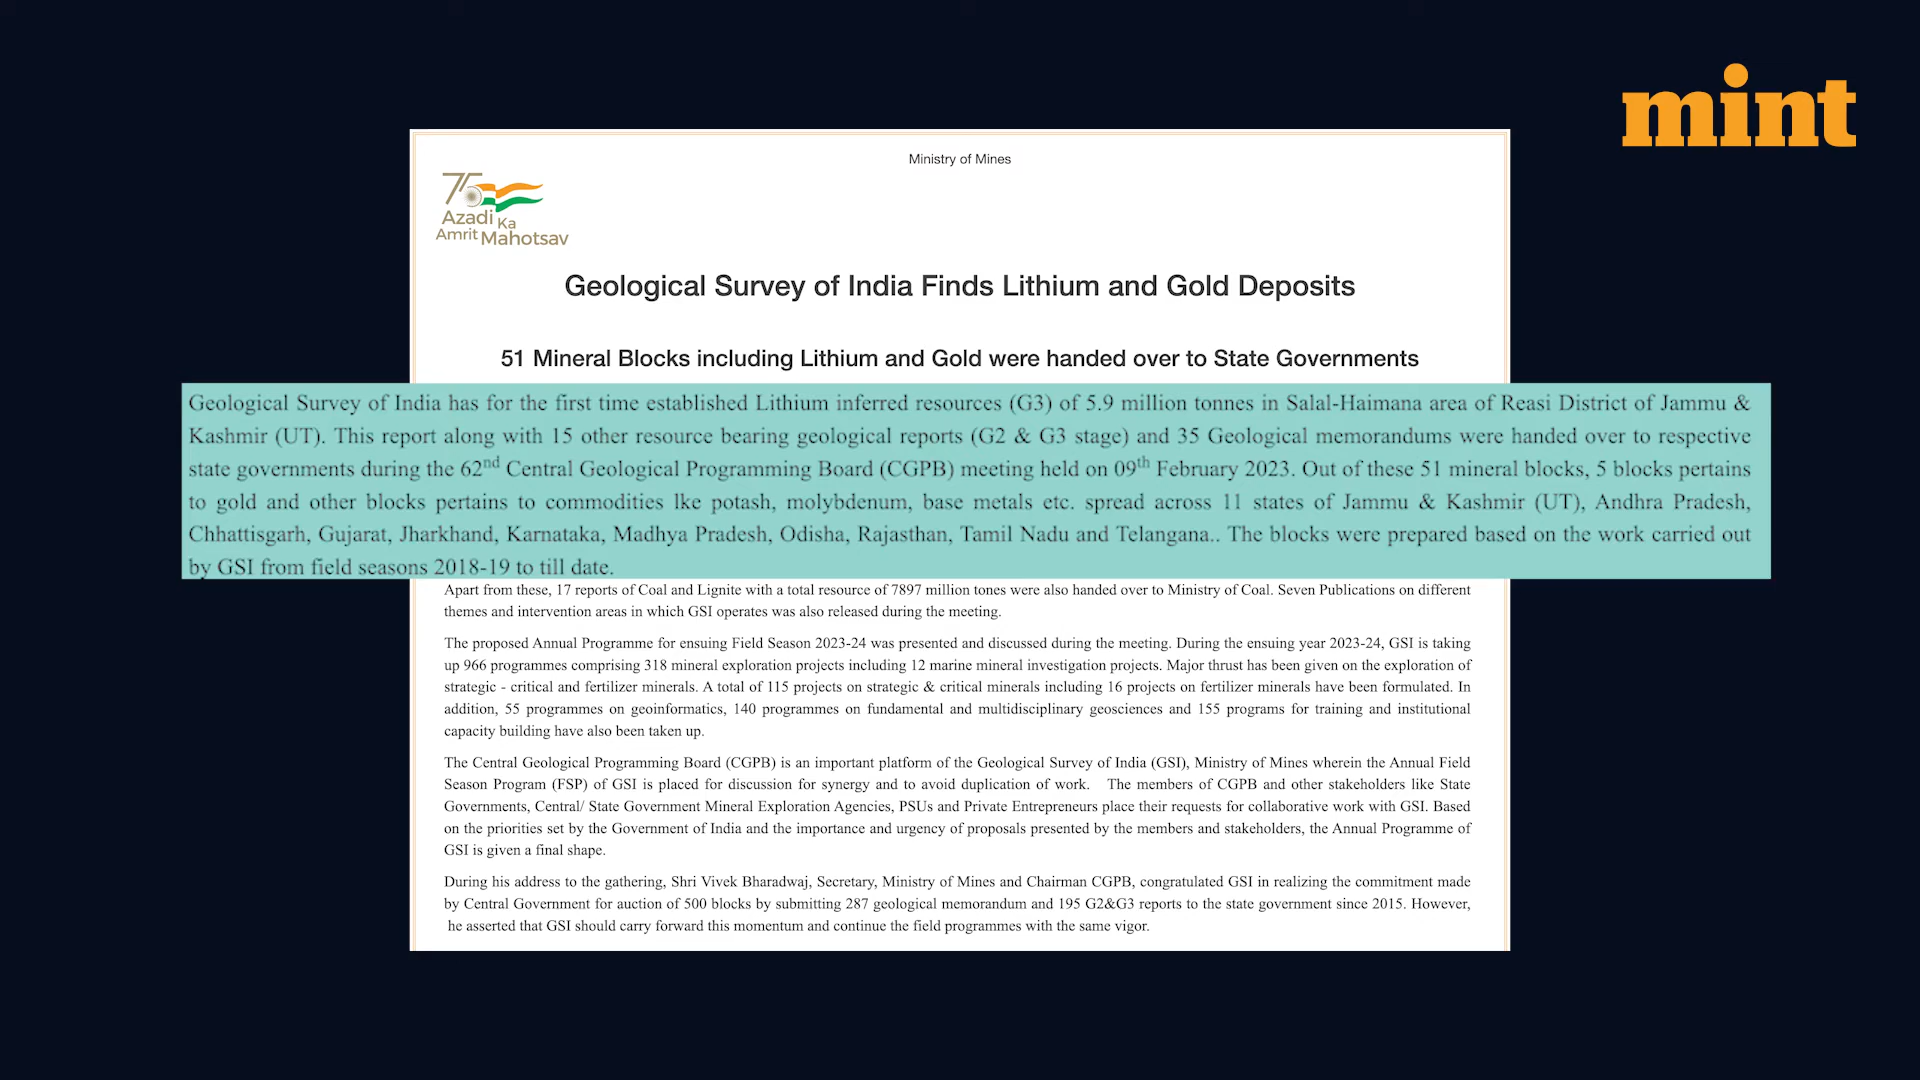 mint
Ministry of Mines
75
Azadi Ka
Amrit Mahotsav
Geological Survey of India Finds Lithium and Gold Deposits
51 Mineral Blocks including Lithium and Gold were handed over to State Governments
Geological Survey of India has for the first time established Lithium inferred resources (G3) of 5.9 million tonnes in Salal-Haimana area of Reasi District of Jammu &
Kashmir (UT). This report along with 15 other resource bearing geological reports (G2 & G3 stage) and 35 Geological memorandums were handed over to respective
state governments during the 62nd Central Geological Programming Board (CGPB) meeting held on 09th February 2023. Out of these 51 mineral blocks, 5 blocks pertains
to gold and other blocks pertains to commodities lke potash, molybdenum, base metals etc. spread across 11 states of Jammu & Kashmir (UT), Andhra Pradesh,
Chhattisgarh, Gujarat, Jharkhand, Karnataka, Madhya Pradesh, Odisha, Rajasthan, Tamil Nadu and Telangana.. The blocks were prepared based on the work carried out
by GSI from field seasons 2018-19 to till date.
Apart from these, 17 reports of Coal and Lignite with a total resource of 7897 million tones were also handed over to Ministry of Coal. Seven Publications on different
themes and intervention areas in which GSI operates was also released during the meeting.
The proposed Annual Programme for ensuing Field Season 2023-24 was presented and discussed during the meeting. During the ensuing year 2023-24, GSI is taking
up 966 programmes comprising 318 mineral exploration projects including 12 marine mineral investigation projects. Major thrust has been given on the exploration of
strategic - critical and fertilizer minerals. A total of 115 projects on strategic & critical minerals including 16 projects on fertilizer minerals have been formulated. In
addition, 55 programmes on geoinformatics, 140 programmes on fundamental and multidisciplinary geosciences and 155 programs for training and institutional
capacity building have also been taken up.
The Central Geological Programming Board (CGPB) is an important platform of the Geological Survey of India (GSI), Ministry of Mines wherein the Annual Field
Season Program (FSP) of GSI is placed for discussion for synergy and to avoid duplication of work. The members of CGPB and other stakeholders like State
Governments, Central/ State Government Mineral Exploration Agencies, PSUs and Private Entrepreneurs place their requests for collaborative work with GSI. Based
on the priorities set by the Government of India and the importance and urgency of proposals presented by the members and stakeholders, the Annual Programme of
GSI is given a final shape.
During his address to the gathering, Shri Vivek Bharadwaj, Secretary, Ministry of Mines and Chairman CGPB, congratulated GSI in realizing the commitment made
by Central Government for auction of 500 blocks by submitting 287 geological memorandum and 195 G2&G3 reports to the state government since 2015. However,
he asserted that GSI should carry forward this momentum and continue the field programmes with the same vigor.